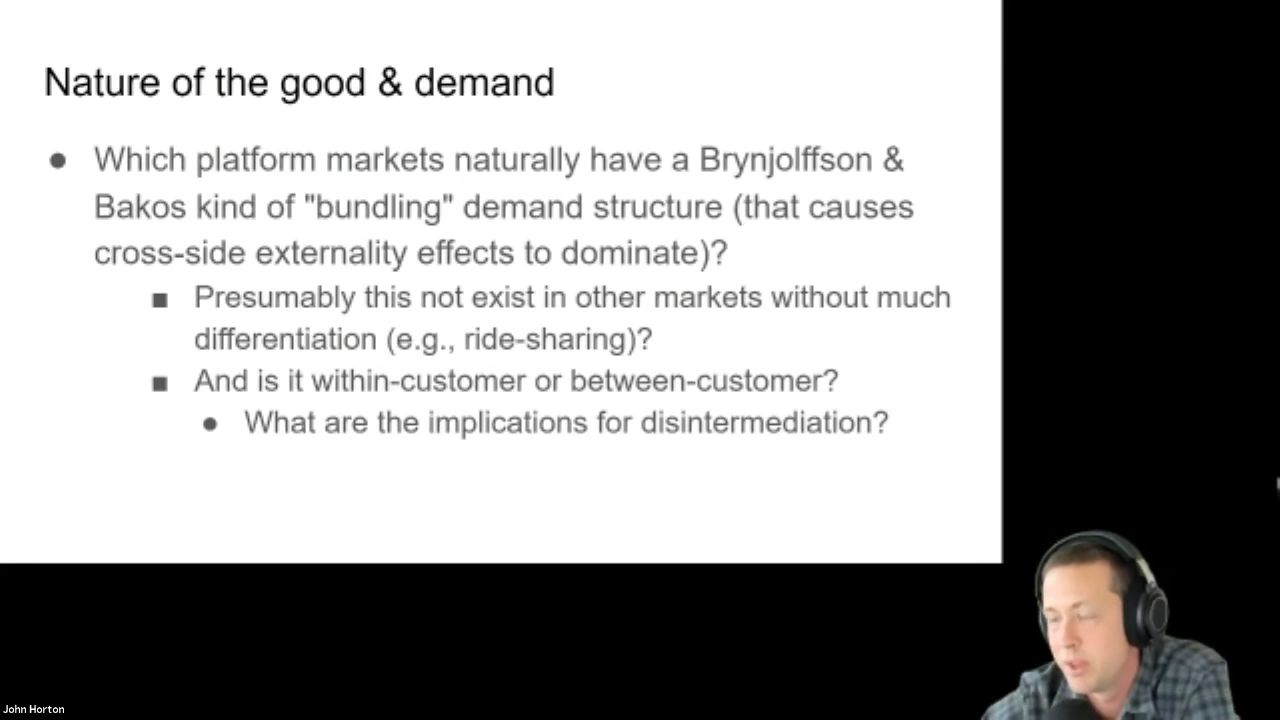 Nature of the good & demand
● Which platform markets naturally have a Brynjolffson &
Bakos kind of "bundling" demand structure (that causes
cross-side externality effects to dominate)?
■ Presumably this not exist in other markets without much
differentiation (e.g., ride-sharing)?
■ And is it within-customer or between-customer?
● What are the implications for disintermediation?
John Horton